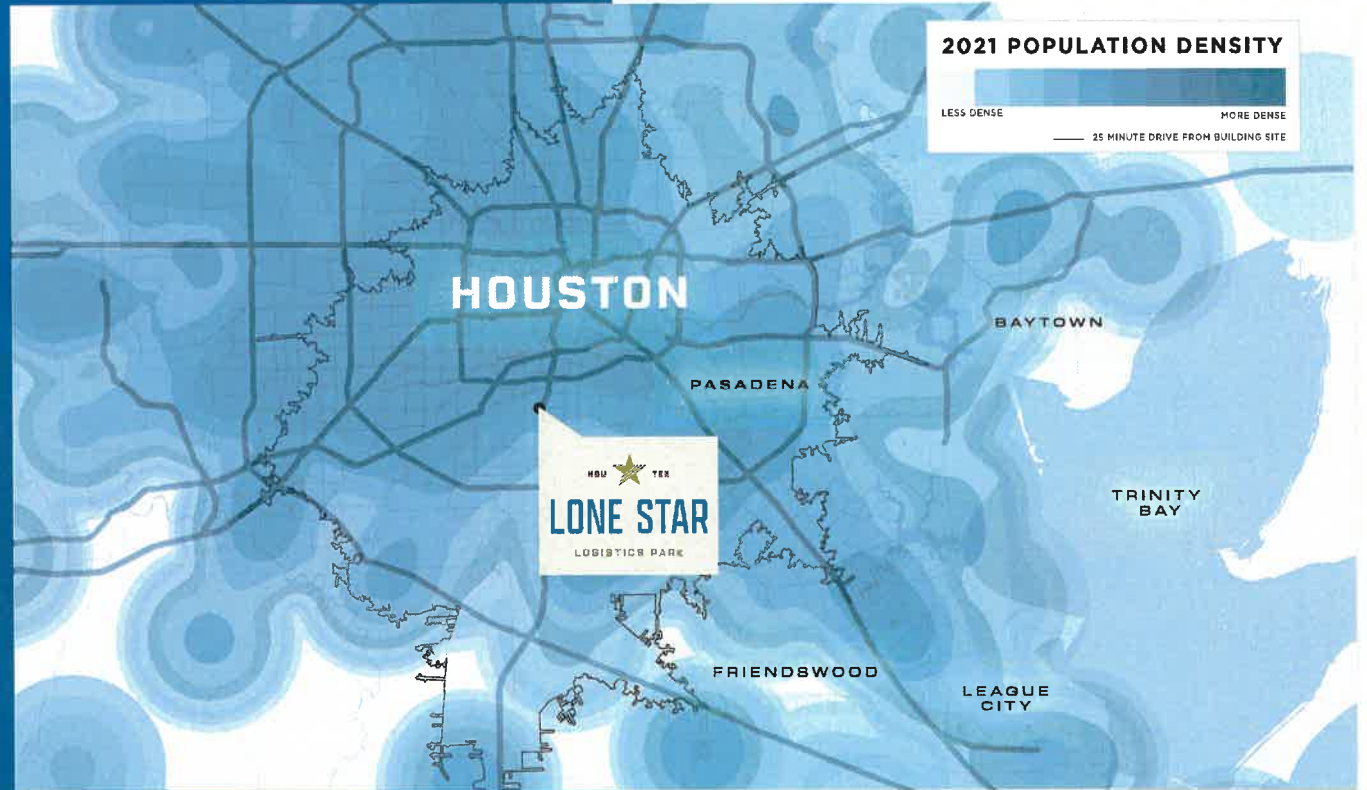 2021 POPULATION DENSITY
LESS DENSE
MORE DENSE
25 MINUTE DRIVE FROM BUILDING SITE
HOUSTON
BAYTOWN
PASADENA
HOU TEX
LONE STAR
LOGISTICS PARK
TRINITY
BAY
FRIENDSWOOD
LEAGUE
CITY